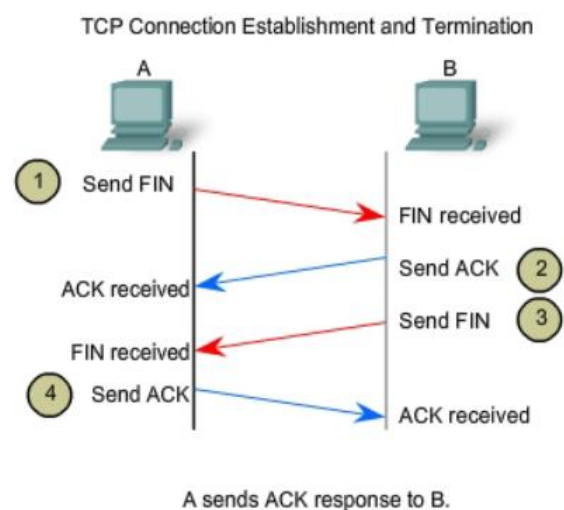 TCP Connection Establishment and Termination
A B
1 Send FIN
FIN received
Send ACK 2
ACK received
Send FIN 3
FIN received
4 Send ACK
ACK received
A sends ACK response to B.